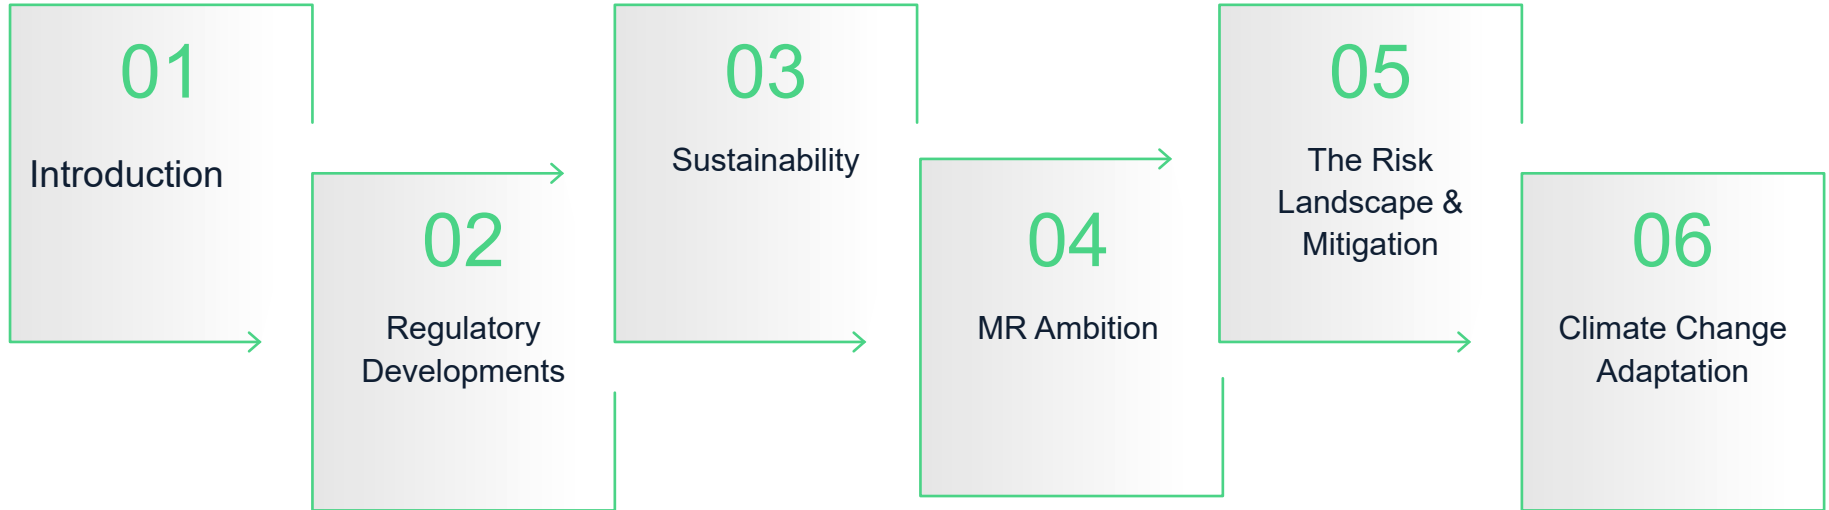 01
Introduction
02
Regulatory
Developments
03
Sustainability
04
MR Ambition
05
The Risk
Landscape &
Mitigation
06
Climate Change
Adaptation